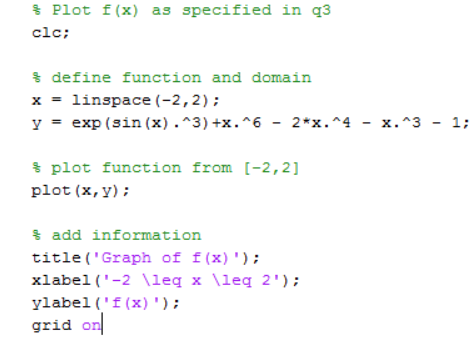 % Plot f(x) as specified in q3
clc;
% define function and domain
x = linspace(-2,2);
y = exp(sin(x).^3)+x.^6 - 2*x.^4 - x.^3 - 1;
% plot function from [-2,2]
plot(x,y);
% add information
title('Graph of f(x)');
xlabel('-2 \leq x \leq 2');
ylabel('f(x)');
grid on